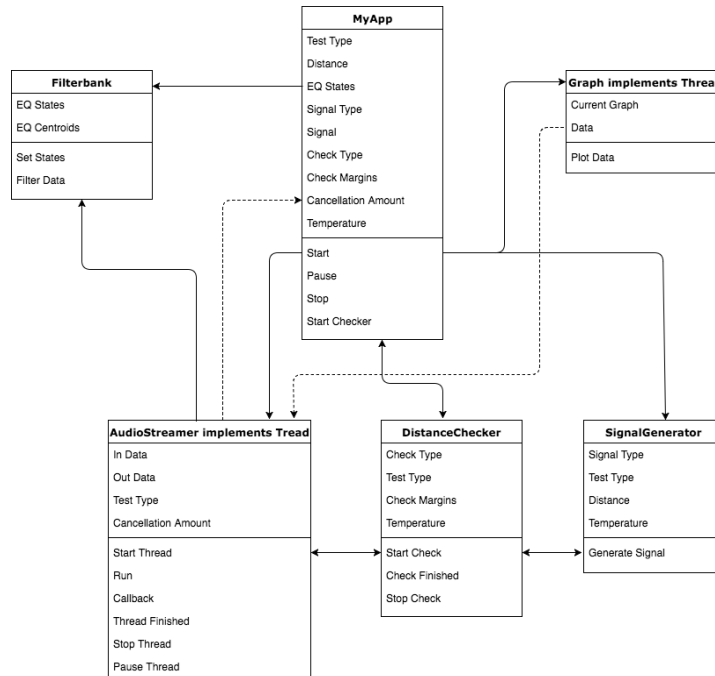 MyApp
Test Type
Distance
EQ States
Signal Type
Signal
Check Type
Check Margins
Cancellation Amount
Temperature
Start
Pause
Stop
Start Checker
Filterbank
EQ States
EQ Centroids
Set States
Filter Data
Graph implements Threa
Current Graph
Data
Plot Data
AudioStreamer implements Tread
In Data
Out Data
Test Type
Cancellation Amount
Start Thread
Run
Callback
Thread Finished
Stop Thread
Pause Thread
DistanceChecker
Check Type
Test Type
Check Margins
Temperature
Start Check
Check Finished
Stop Check
SignalGenerator
Signal Type
Test Type
Distance
Temperature
Generate Signal